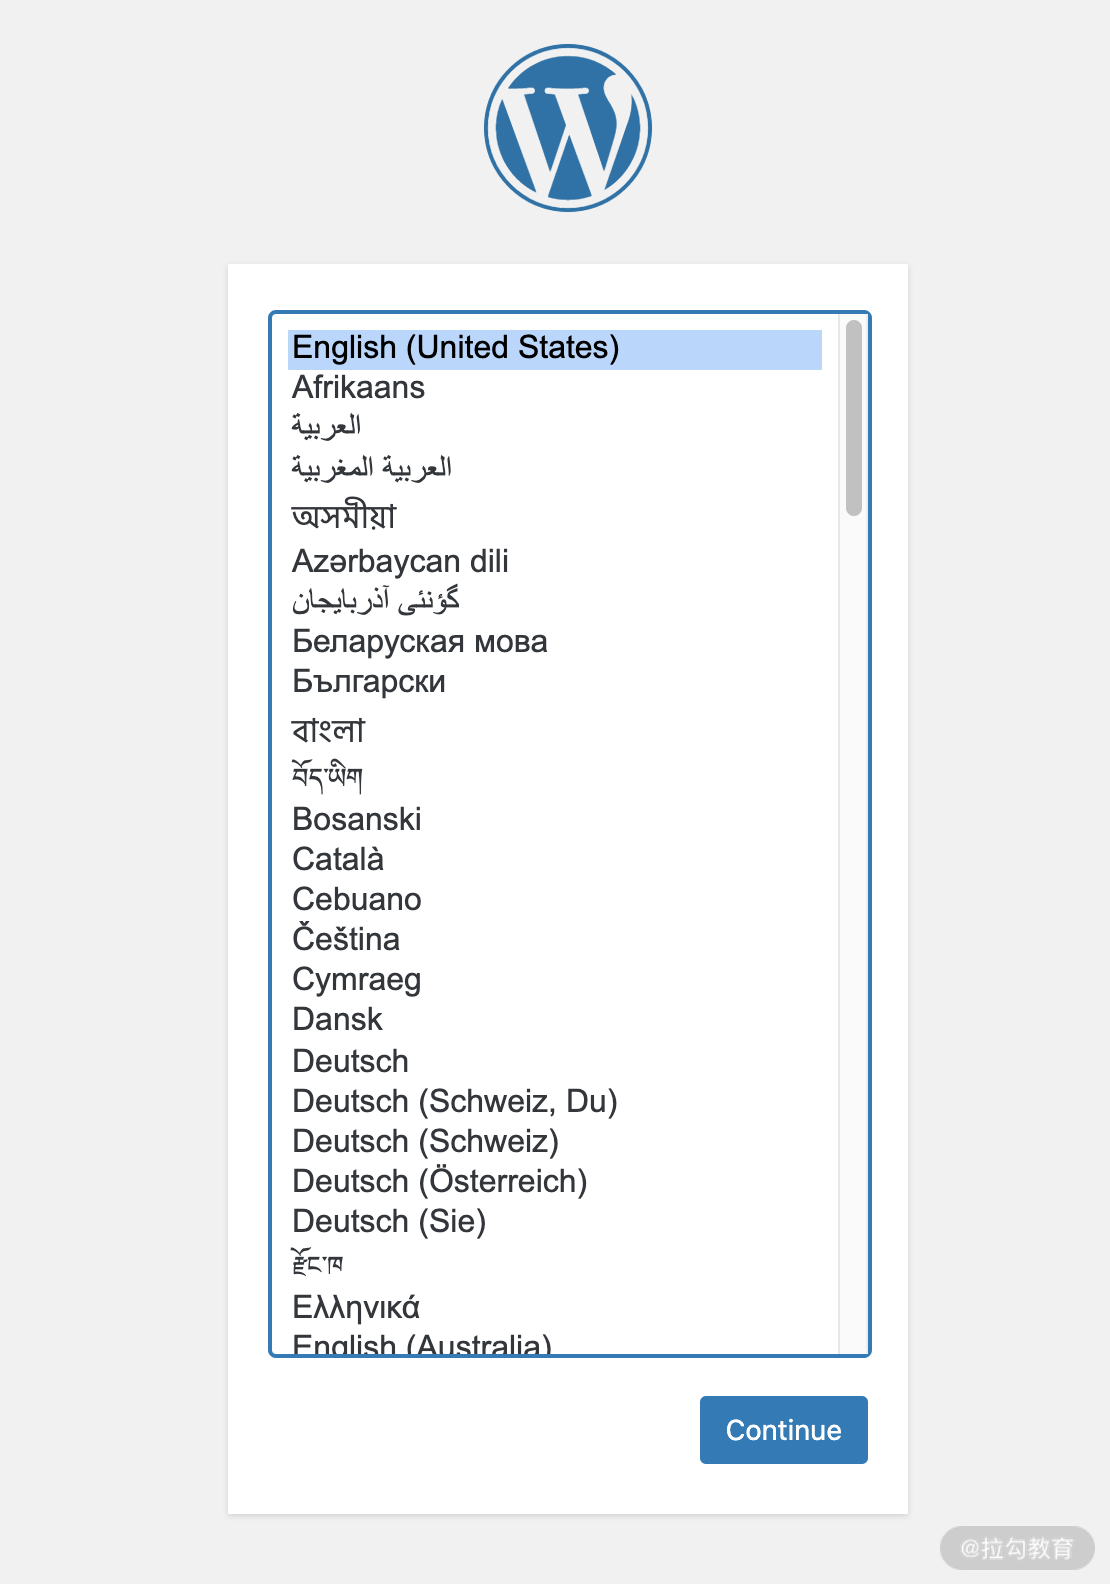 English (United States)
Afrikaans
العربية
العربية المغربية
অসমীয়া
Azərbaycan dili
گؤنئی آذربایجان
Беларуская мова
Български
বাংলা
བོད་ཡིག
Bosanski
Català
Cebuano
Čeština
Cymraeg
Dansk
Deutsch
Deutsch (Schweiz, Du)
Deutsch (Schweiz)
Deutsch (Österreich)
Deutsch (Sie)
རྫོང་ཁ
Ελληνικά
English (Australia)
Continue
@拉勾教育